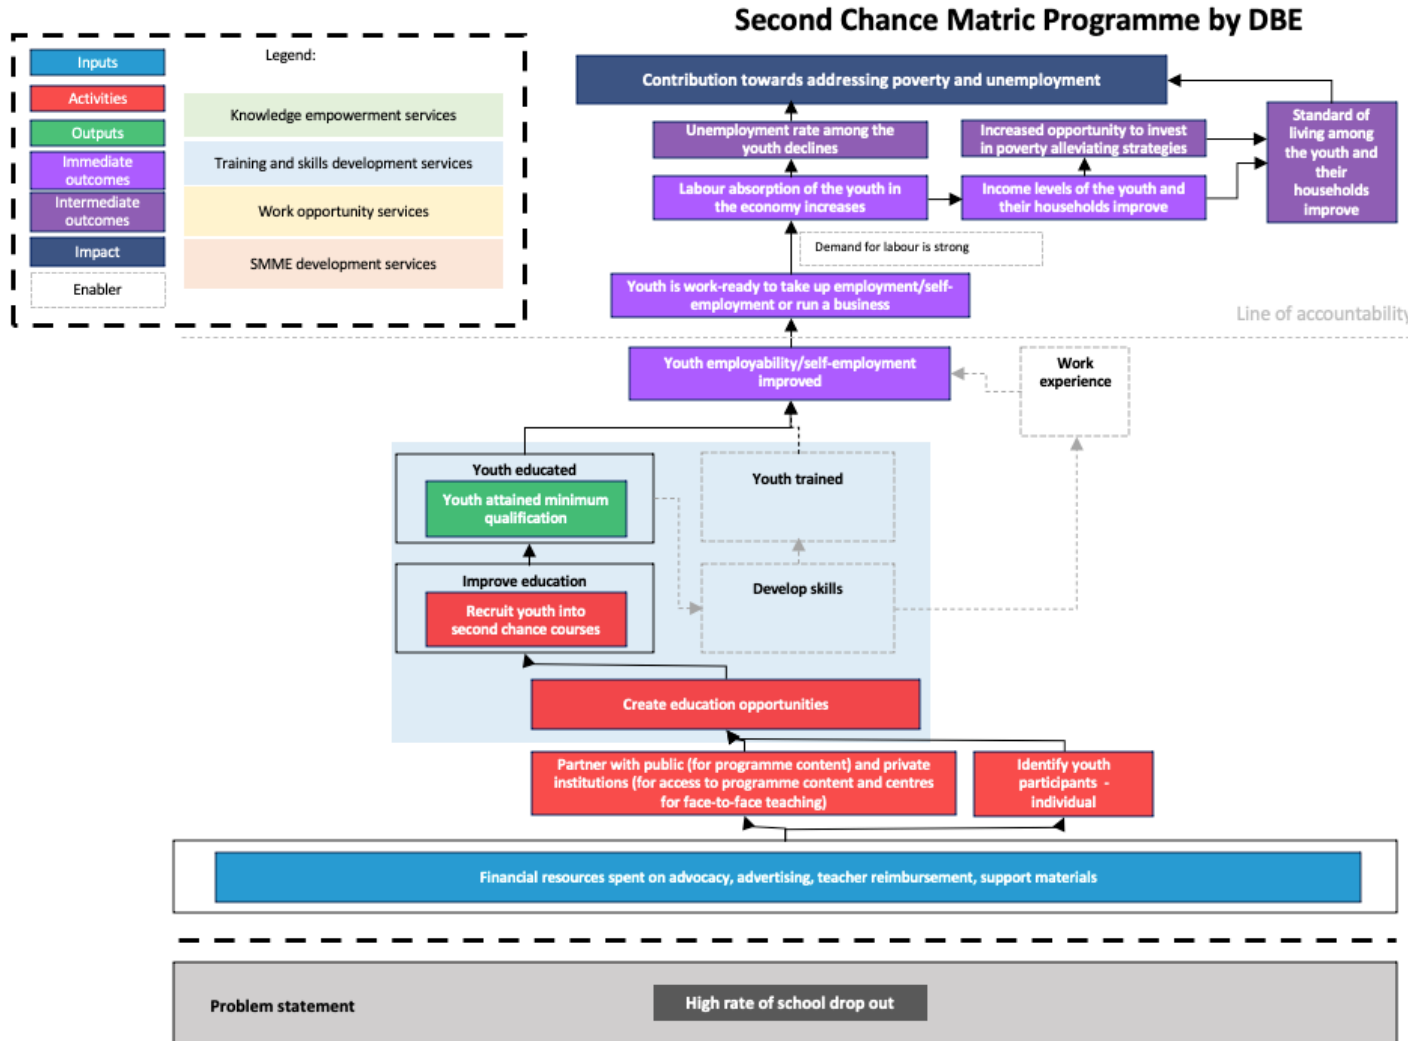 Second Chance Matric Programme by DBE
Legend:
Inputs
Activities
Outputs
Immediate
outcomes
Intermediate
outcomes
Impact
Enabler
Knowledge empowerment services
Training and skills development services
Work opportunity services
SMME development services
Contribution towards addressing poverty and unemployment
Unemployment rate among the
youth declines
Increased opportunity to invest
in poverty alleviating strategies
Standard of
living among
the youth and
their
households
improve
Labour absorption of the youth in
the economy increases
Income levels of the youth and
their households improve
Demand for labour is strong
Youth is work-ready to take up employment/self-
employment or run a business
Line of accountability
Youth employability/self-employment
improved
Work
experience
Youth educated
Youth attained minimum
qualification
Youth trained
Improve education
Recruit youth into
second chance courses
Develop skills
Create education opportunities
Partner with public (for programme content) and private
institutions (for access to programme content and centres
for face-to-face teaching)
Identify youth
participants -
individual
Financial resources spent on advocacy, advertising, teacher reimbursement, support materials
Problem statement
High rate of school drop out